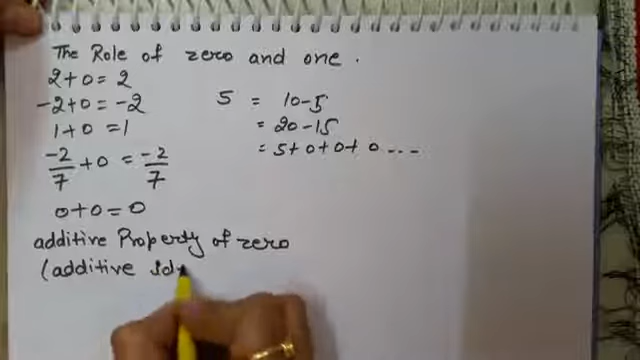 The Role of zero and one.
2+0=2
-2+0=-2
1+0=1
-2/7+0=-2/7
0+0=0
5 = 10-5
= 20-15
= 5+0+0+0...
additive Property of zero
(additive Id